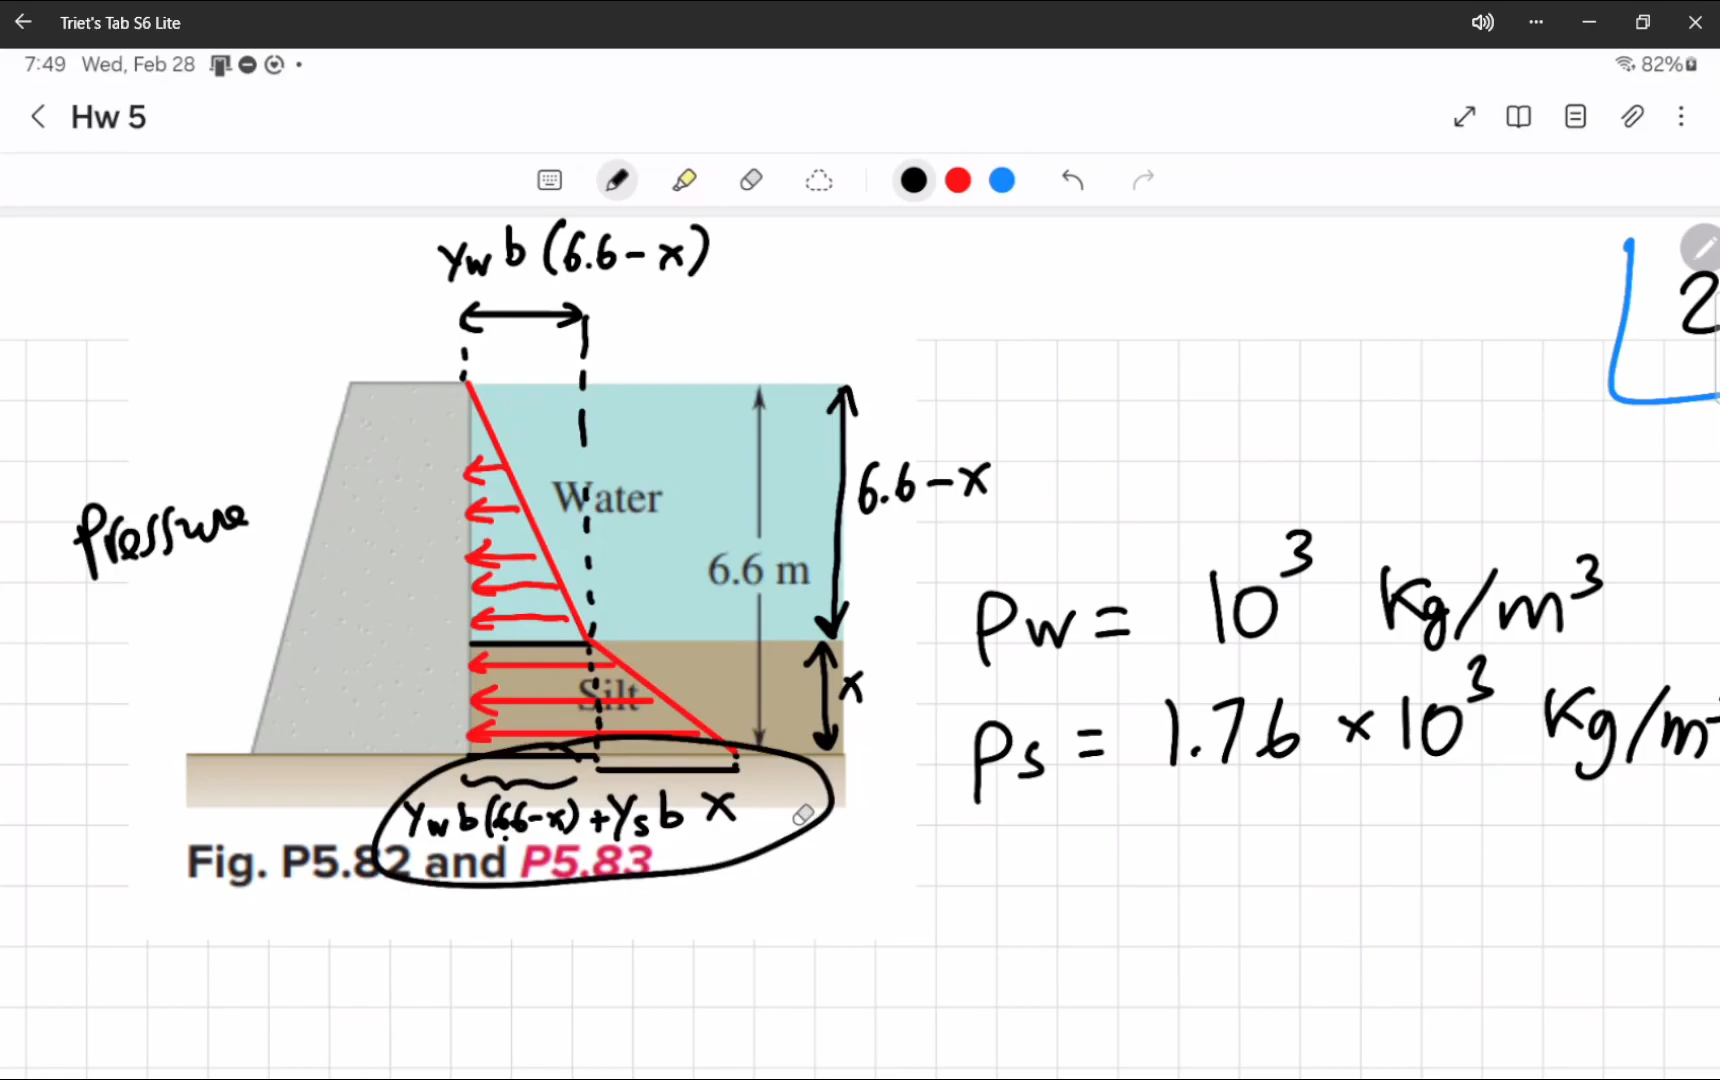 Triet's Tab S6 Lite
7:49 Wed, Feb 28
82%
Hw 5
γw b (6.6-x)
2
Pressure
Water
6.6-x
6.6 m
ρw = 10³ Kg/m³
Silt
x
ρs = 1.76 × 10³ Kg/m
γw b(6.6-x) + γs b x
Fig. P5.82 and P5.83